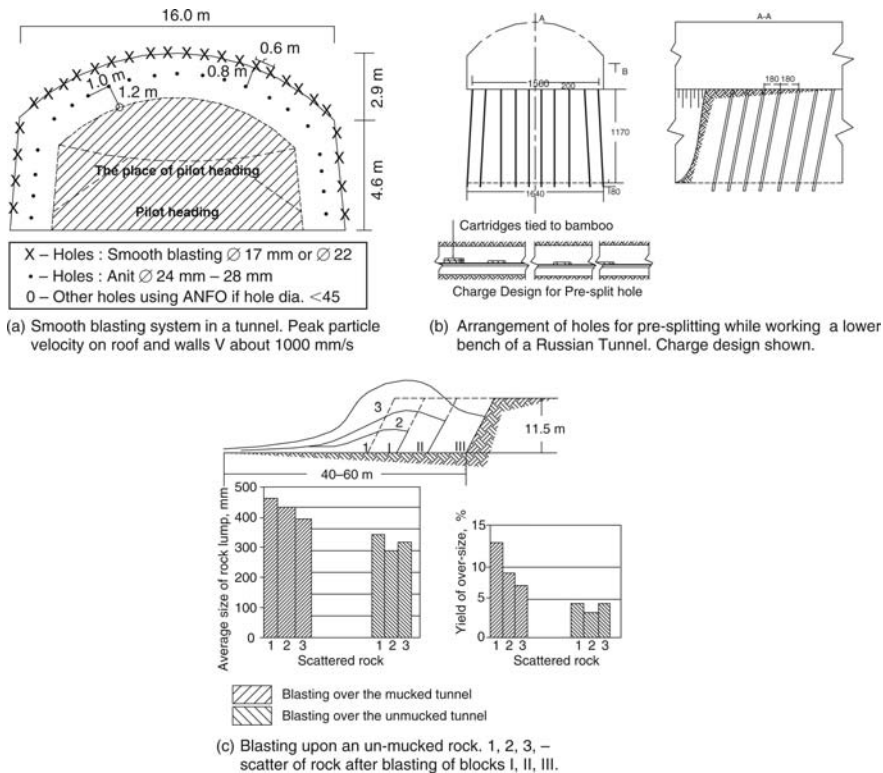 16.0 m
0.6 m
0.8 m
1.0 m
1.2 m
2.9 m
4.6 m
The place of pilot heading
Pilot heading
X – Holes : Smooth blasting ∅ 17 mm or ∅ 22
• – Holes : Anit ∅ 24 mm – 28 mm
0 – Other holes using ANFO if hole dia. <45
(a) Smooth blasting system in a tunnel. Peak particle
velocity on roof and walls V about 1000 mm/s
A
B
200
1170
1640
180
Cartridges tied to bamboo
Charge Design for Pre-split hole
A-A
180 180
(b) Arrangement of holes for pre-splitting while working a lower
bench of a Russian Tunnel. Charge design shown.
3
2
1 I II III
11.5 m
40–60 m
Average size of rock lump, mm
500
400
300
200
100
0
1 2 3 1 2 3
Scattered rock
Yield of over-size, %
15
10
5
0
1 2 3 1 2 3
Scattered rock
Blasting over the mucked tunnel
Blasting over the unmucked tunnel
(c) Blasting upon an un-mucked rock. 1, 2, 3, –
scatter of rock after blasting of blocks I, II, III.